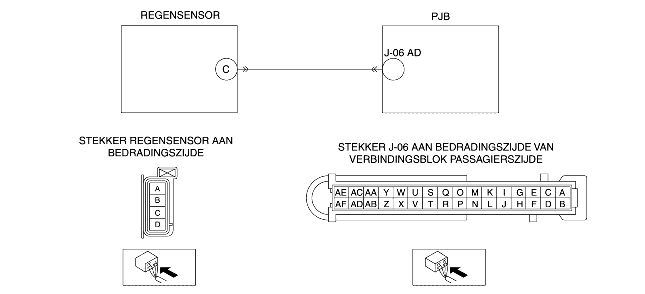 REGENSENSOR
PJB
C
J-06 AD
STEKKER REGENSENSOR AAN
BEDRADINGSZIJDE
A
B
C
D
STEKKER J-06 AAN BEDRADINGSZIJDE VAN
VERBINDINGSBLOK PASSAGIERSZIJDE
AE AC AA Y W U S Q O M K I G E C A
AF AD AB Z X V T R P N L J H F D B